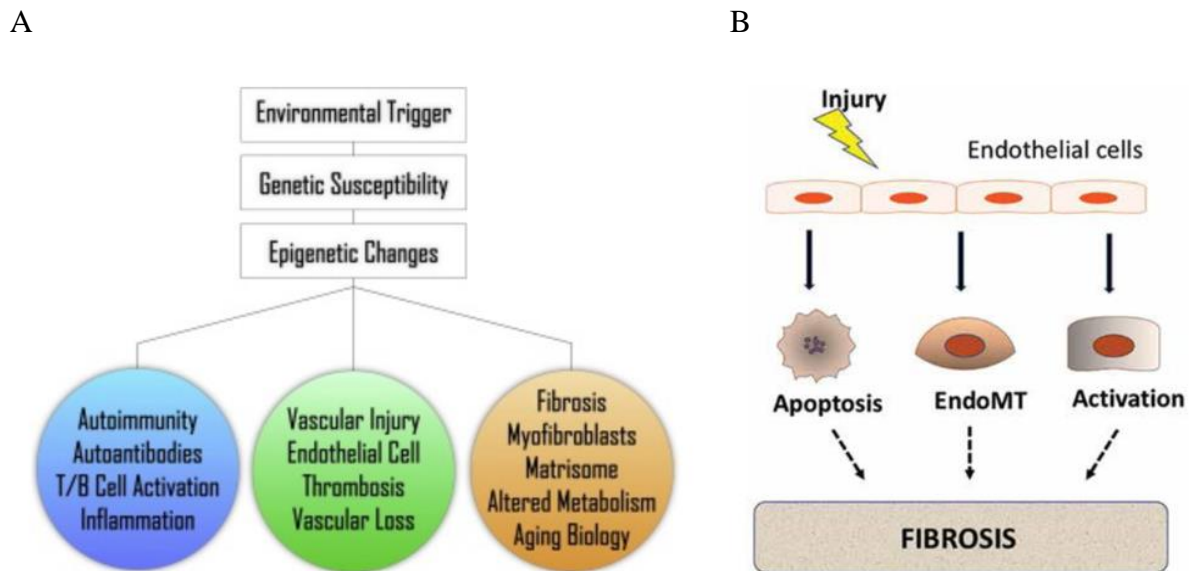 A
B
Environmental Trigger
Genetic Susceptibility
Epigenetic Changes
Autoimmunity
Autoantibodies
T/B Cell Activation
Inflammation
Vascular Injury
Endothelial Cell
Thrombosis
Vascular Loss
Fibrosis
Myofibroblasts
Matrisome
Altered Metabolism
Aging Biology
Injury
Endothelial cells
Apoptosis
EndoMT
Activation
FIBROSIS